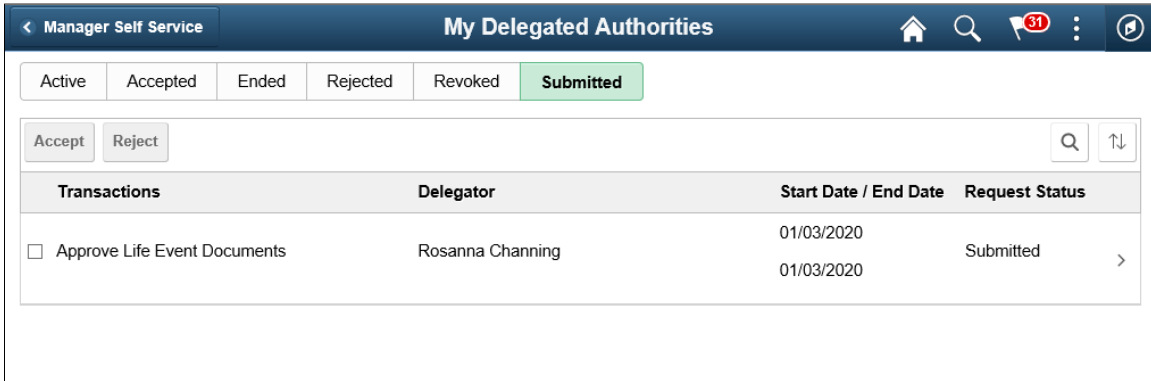 Manager Self Service
My Delegated Authorities
31
Active Accepted Ended Rejected Revoked Submitted
Accept Reject
Transactions Delegator Start Date / End Date Request Status
Approve Life Event Documents Rosanna Channing 01/03/2020 Submitted
01/03/2020